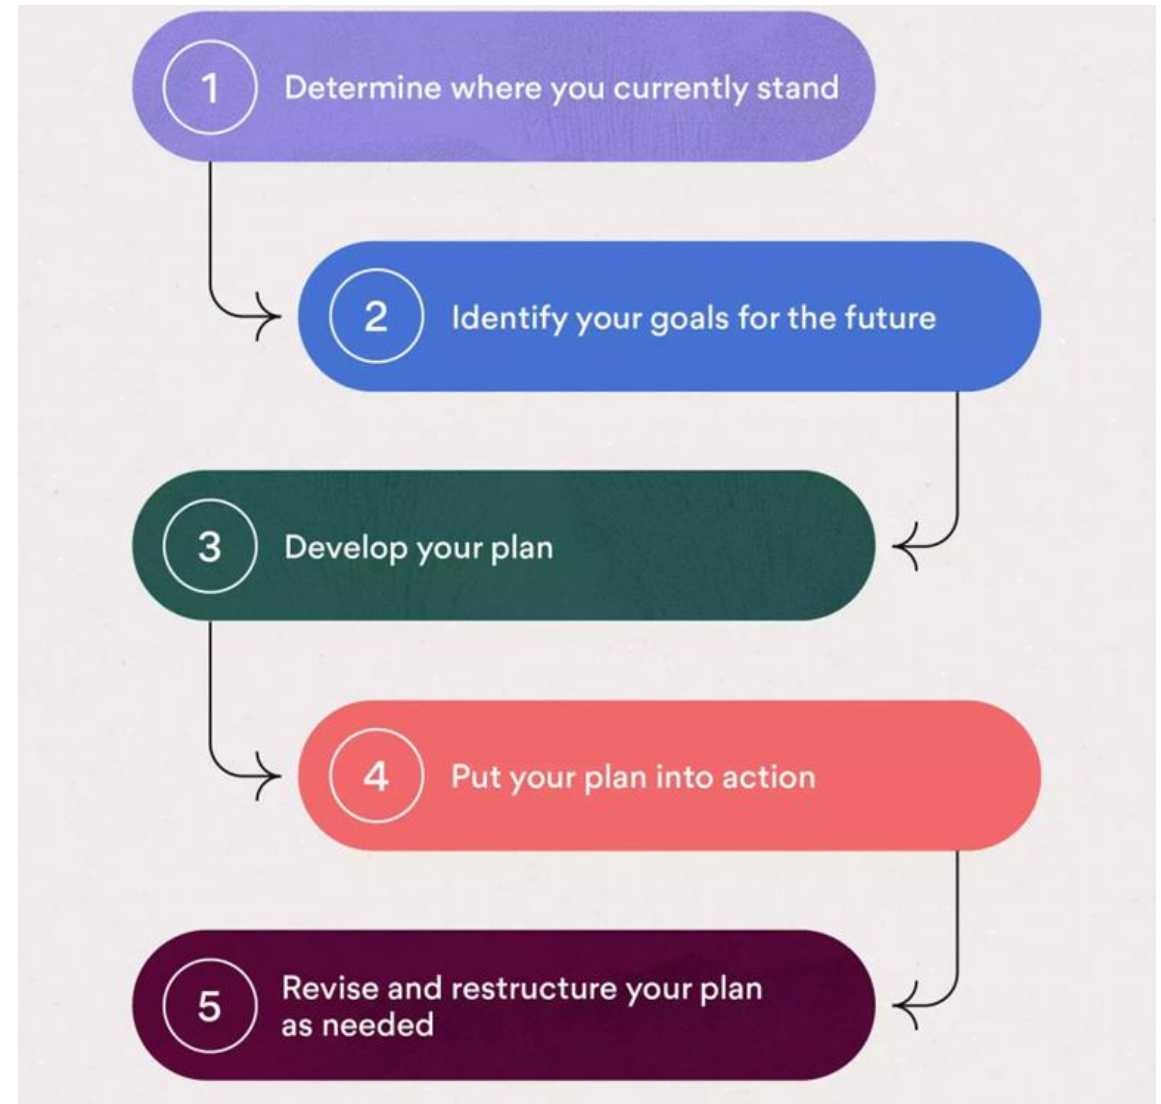 1
Determine where you currently stand
2
Identify your goals for the future
3
Develop your plan
4
Put your plan into action
5
Revise and restructure your plan
as needed